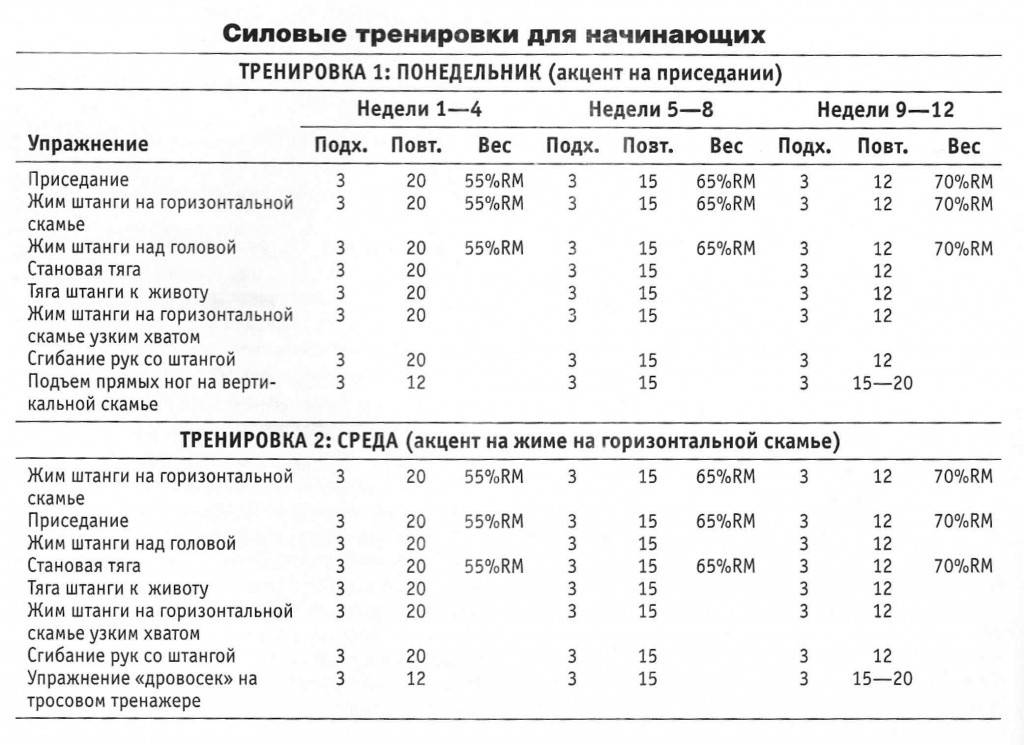 Силовые тренировки для начинающих
ТРЕНИРОВКА 1: ПОНЕДЕЛЬНИК (акцент на приседании)
Недели 1—4 Недели 5—8 Недели 9—12
Упражнение Подх. Повт. Вес Подх. Повт. Вес Подх. Повт. Вес
Приседание 3 20 55%RM 3 15 65%RM 3 12 70%RM
Жим штанги на горизонтальной 3 20 55%RM 3 15 65%RM 3 12 70%RM
скамье
Жим штанги над головой 3 20 55%RM 3 15 65%RM 3 12 70%RM
Становая тяга 3 20 3 15 3 12
Тяга штанги к животу 3 20 3 15 3 12
Жим штанги на горизонтальной 3 20 3 15 3 12
скамье узким хватом
Сгибание рук со штангой 3 20 3 15 3 12
Подъем прямых ног на верти- 3 12 3 15 3 15—20
кальной скамье
ТРЕНИРОВКА 2: СРЕДА (акцент на жиме на горизонтальной скамье)
Жим штанги на горизонтальной 3 20 55%RM 3 15 65%RM 3 12 70%RM
скамье
Приседание 3 20 55%RM 3 15 65%RM 3 12 70%RM
Жим штанги над головой 3 20 3 15 3 12
Становая тяга 3 20 55%RM 3 15 65%RM 3 12 70%RM
Тяга штанги к животу 3 20 3 15 3 12
Жим штанги на горизонтальной 3 20 3 15 3 12
скамье узким хватом
Сгибание рук со штангой 3 20 3 15 3 12
Упражнение «дровосек» на 3 12 3 15 3 15—20
тросовом тренажере